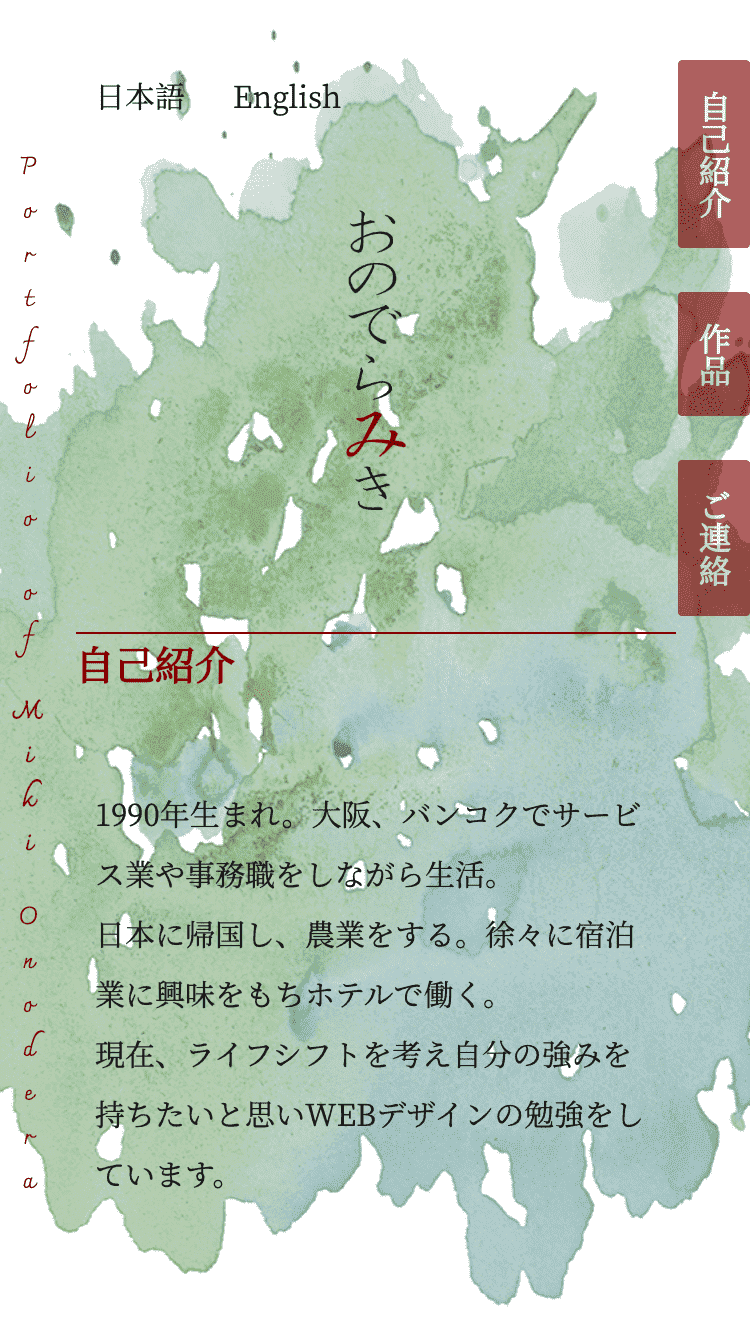 日本語 English
Portfolio of Miki Onodera
おのでらみき
自己紹介
作品
ご連絡
自己紹介
1990年生まれ。大阪、バンコクでサービ
ス業や事務職をしながら生活。
日本に帰国し、農業をする。徐々に宿泊
業に興味をもちホテルで働く。
現在、ライフシフトを考え自分の強みを
持ちたいと思いWEBデザインの勉強をし
ています。